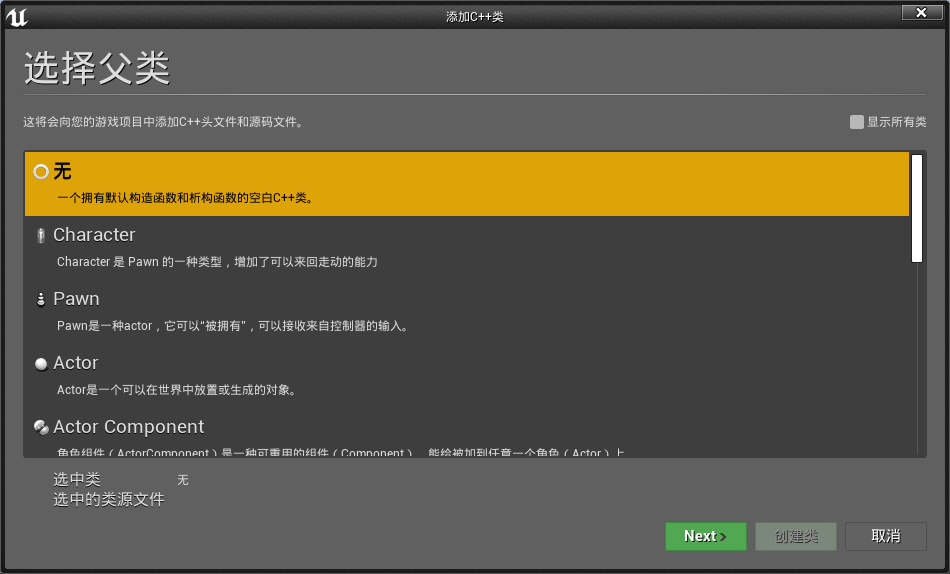 添加C++类
选择父类
这将会向您的游戏项目中添加C++头文件和源码文件。
显示所有类
无
一个拥有默认构造函数和析构函数的空白C++类。
Character
Character 是 Pawn 的一种类型，增加了可以来回走动的能力
Pawn
Pawn是一种actor，它可以“被拥有”，可以接收来自控制器的输入。
Actor
Actor是一个可以在世界中放置或生成的对象。
Actor Component
角色组件（ActorComponent）是一种可重用的组件（Component），能给被加到任意一个角色（Actor）上
选中类 无
选中的类源文件
Next
创建类
取消